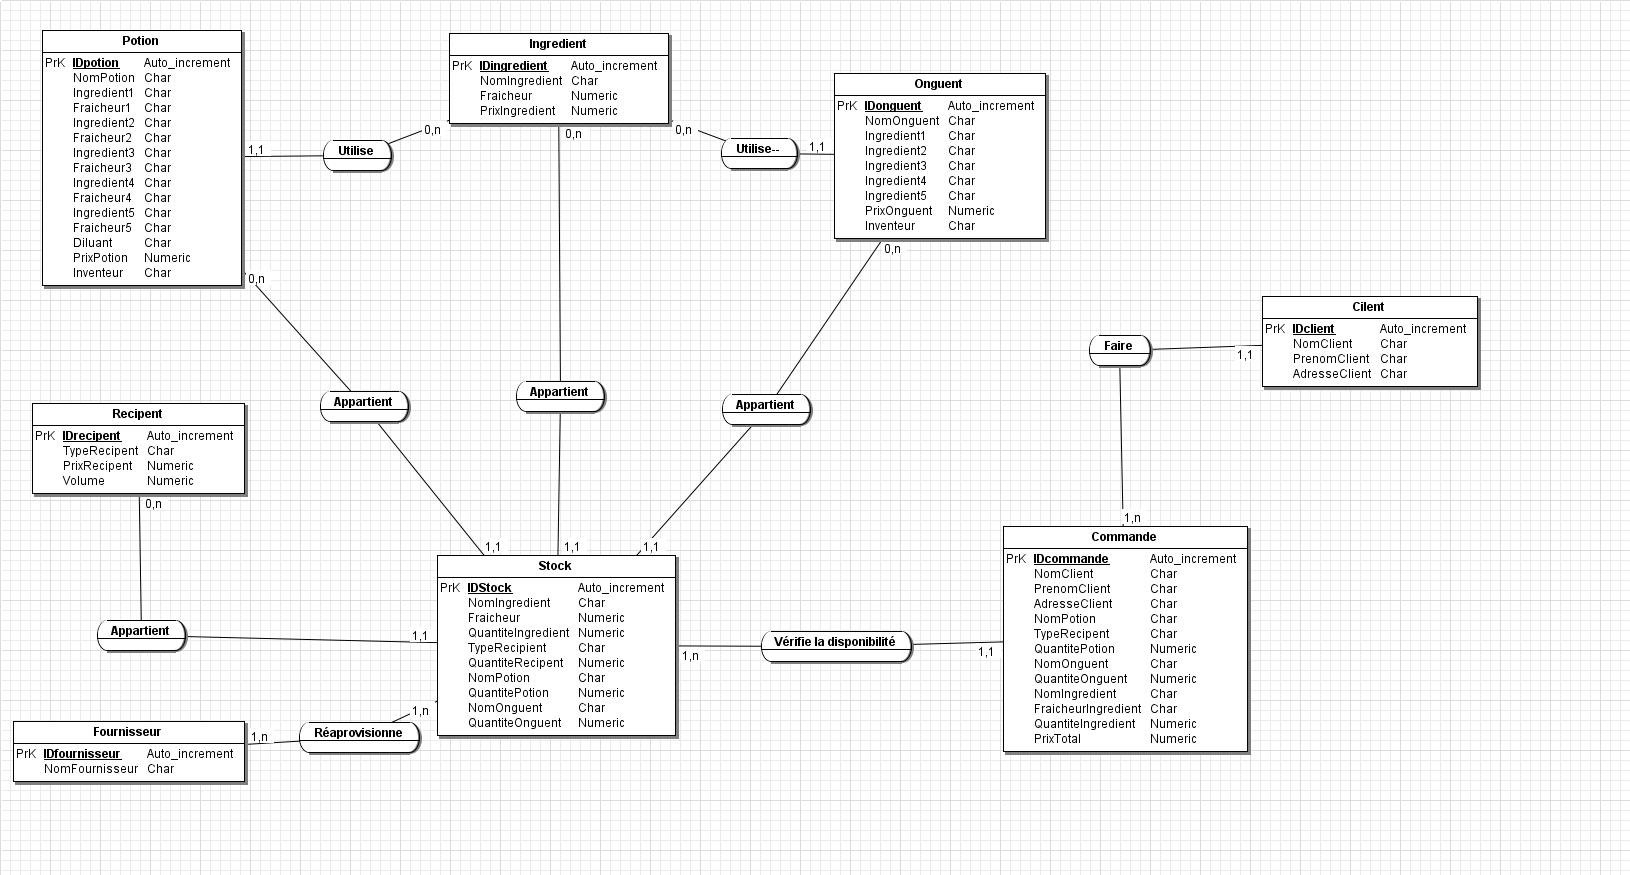 Potion
PrK IDpotion Auto_increment
NomPotion Char
Ingredient1 Char
Fraicheur1 Char
Ingredient2 Char
Fraicheur2 Char
Ingredient3 Char
Fraicheur3 Char
Ingredient4 Char
Fraicheur4 Char
Ingredient5 Char
Fraicheur5 Char
Diluant Char
PrixPotion Numeric
Inventeur Char
1,1
Utilise
0,n
Ingredient
PrK IDingredient Auto_increment
NomIngredient Char
Fraicheur Numeric
PrixIngredient Numeric
0,n
0,n
Utilise--
1,1
Onguent
PrK IDonguent Auto_increment
NomOnguent Char
Ingredient1 Char
Ingredient2 Char
Ingredient3 Char
Ingredient4 Char
Ingredient5 Char
PrixOnguent Numeric
Inventeur Char
0,n
0,n
Appartient
Appartient
Appartient
1,1
1,1
1,1
Faire
1,1
Cilent
PrK IDclient Auto_increment
NomClient Char
PrenomClient Char
AdresseClient Char
1,n
Recipent
PrK IDrecipent Auto_increment
TypeRecipent Char
PrixRecipent Numeric
Volume Numeric
0,n
Appartient
1,1
Stock
PrK IDStock Auto_increment
NomIngredient Char
Fraicheur Numeric
QuantiteIngredient Numeric
TypeRecipient Char
QuantiteRecipent Numeric
NomPotion Char
QuantitePotion Numeric
NomOnguent Char
QuantiteOnguent Numeric
1,n
Vérifie la disponibilité
1,1
Commande
PrK IDcommande Auto_increment
NomClient Char
PrenomClient Char
AdresseClient Char
NomPotion Char
TypeRecipent Char
QuantitePotion Numeric
NomOnguent Char
QuantiteOnguent Numeric
NomIngredient Char
FraicheurIngredient Char
QuantiteIngredient Numeric
PrixTotal Numeric
Fournisseur
PrK IDfournisseur Auto_increment
NomFournisseur Char
1,n
Réaprovisionne
1,n